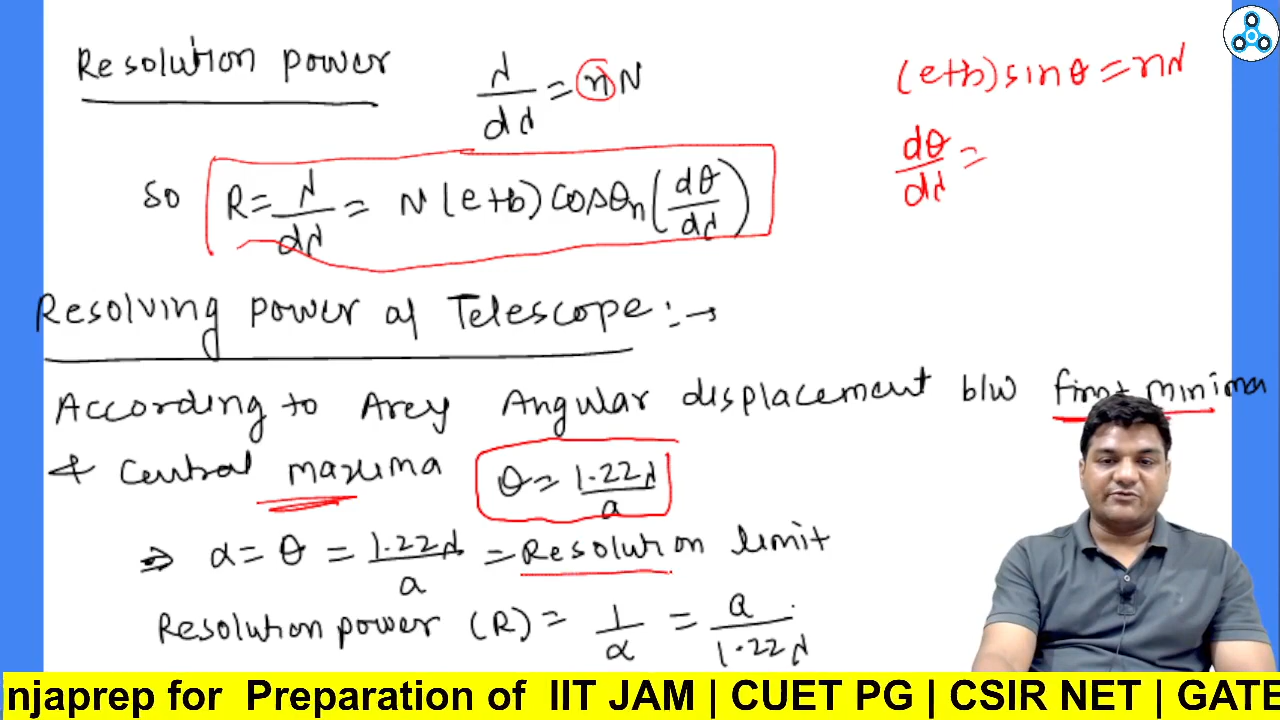 Resolution power λ/dλ = nN
(e+b) sinθ = nλ
dθ/dλ =
so R = λ/dλ = N (e+b) cosθn (dθ/dλ)
Resolving power of Telescope :→
According to Arey Angular displacement b/w first minima
& Central maxima θ = 1.22λ/a
⇒ α = θ = 1.22λ/a = Resolution limit
Resolution power (R) = 1/α = a/1.22λ
njaprep for Preparation of IIT JAM | CUET PG | CSIR NET | GATE